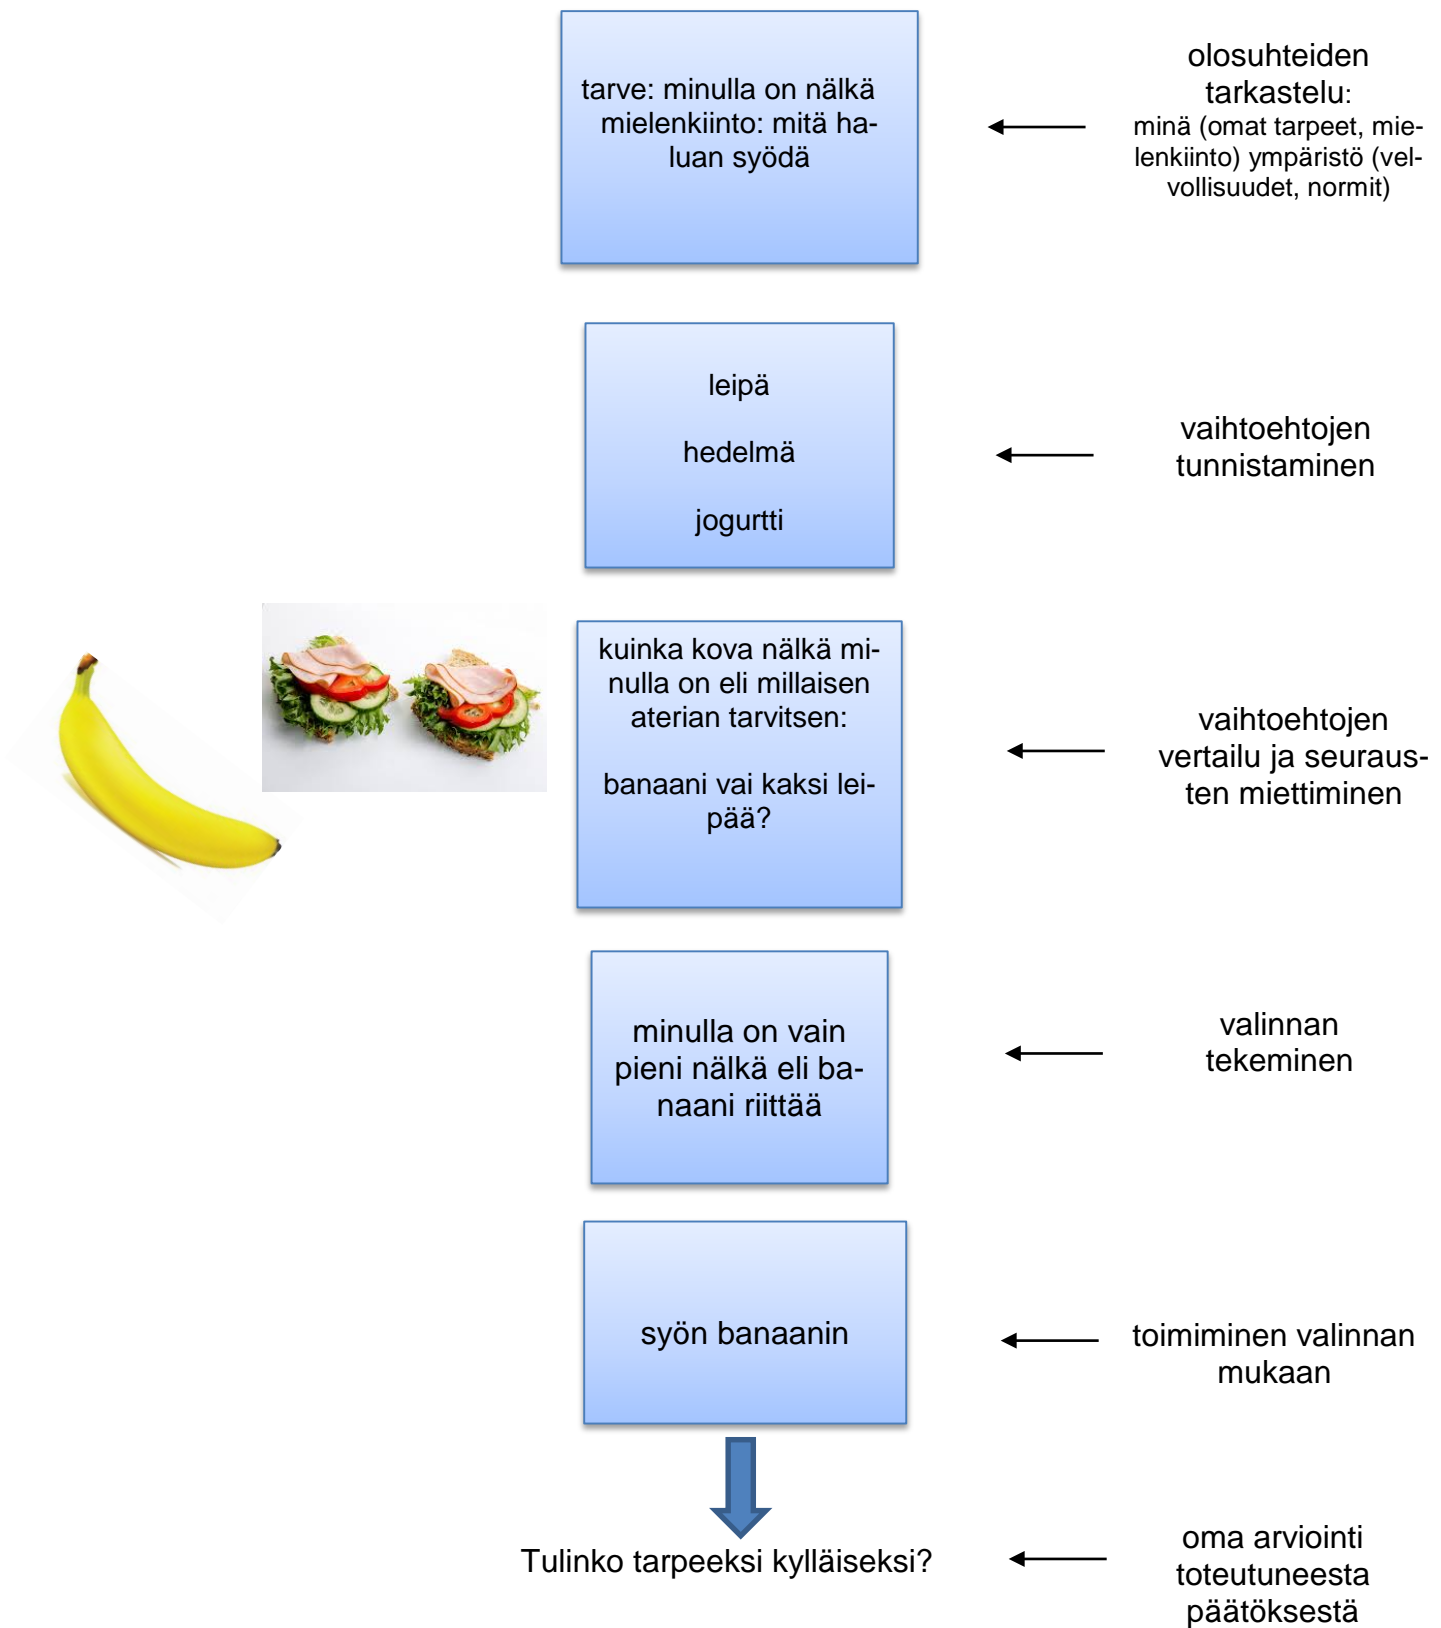 tarve: minulla on nälkä
mielenkiinto: mitä ha-
luan syödä
olosuhteiden
tarkastelu:
minä (omat tarpeet, mie-
lenkiinto) ympäristö (vel-
vollisuudet, normit)
leipä
hedelmä
jogurtti
vaihtoehtojen
tunnistaminen
kuinka kova nälkä mi-
nulla on eli millaisen
aterian tarvitsen:
banaani vai kaksi lei-
pää?
vaihtoehtojen
vertailu ja seuraus-
ten miettiminen
minulla on vain
pieni nälkä eli ba-
naani riittää
valinnan
tekeminen
syön banaanin
toimiminen valinnan
mukaan
Tulinko tarpeeksi kylläiseksi?
oma arviointi
toteutuneesta
päätöksestä